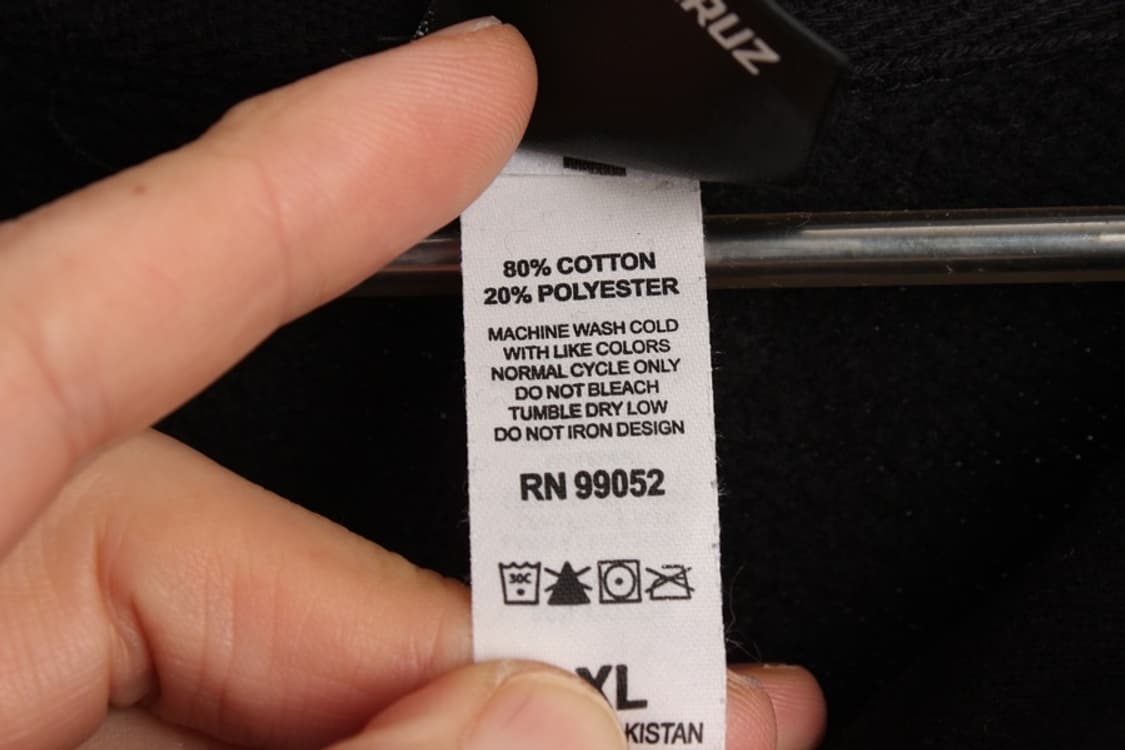 RUZ
80% COTTON
20% POLYESTER
MACHINE WASH COLD
WITH LIKE COLORS
NORMAL CYCLE ONLY
DO NOT BLEACH
TUMBLE DRY LOW
DO NOT IRON DESIGN
RN 99052
30C
XL
KISTAN